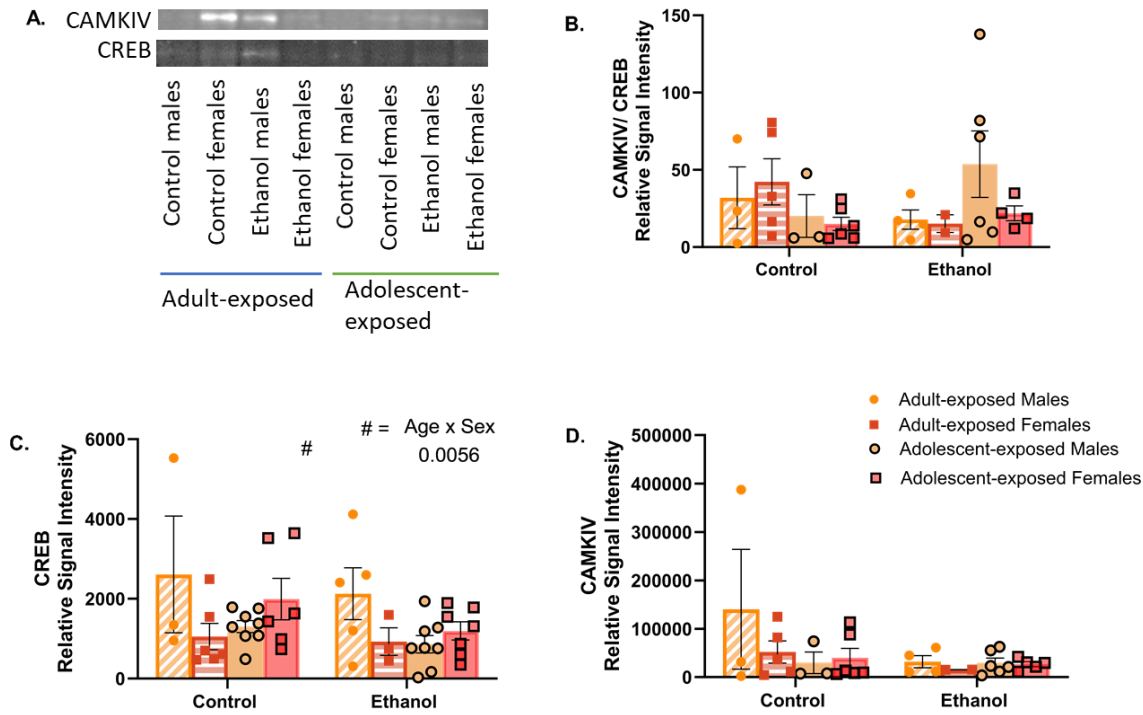 A.
CAMKIV
CREB
Control males
Control females
Ethanol males
Ethanol females
Control males
Control females
Ethanol males
Ethanol females
Adult-exposed
Adolescent-
exposed
B.
CAMKIV/ CREB
Relative Signal Intensity
150
100
50
0
Control
Ethanol
C.
CREB
Relative Signal Intensity
6000
4000
2000
0
#
# = Age x Sex
0.0056
Control
Ethanol
D.
CAMKIV
Relative Signal Intensity
500000
400000
300000
200000
100000
0
Control
Ethanol
Adult-exposed Males
Adult-exposed Females
Adolescent-exposed Males
Adolescent-exposed Females